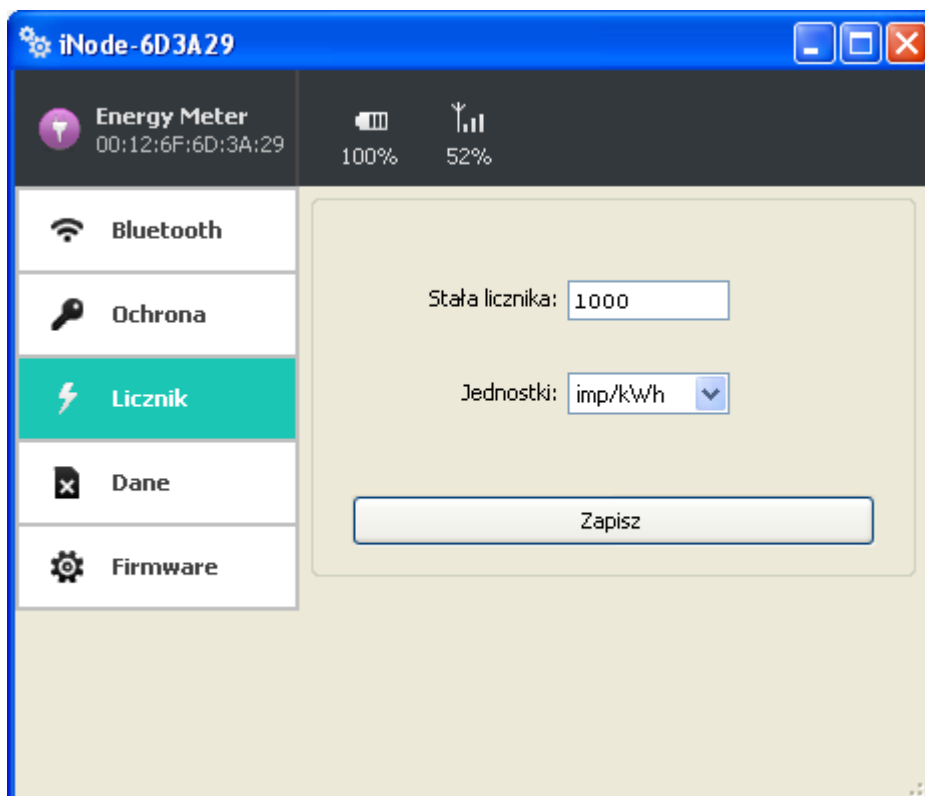 iNode-6D3A29
Energy Meter
00:12:6F:6D:3A:29
100%
52%
Bluetooth
Ochrona
Licznik
Dane
Firmware
Stała licznika: 1000
Jednostki: imp/kWh
Zapisz